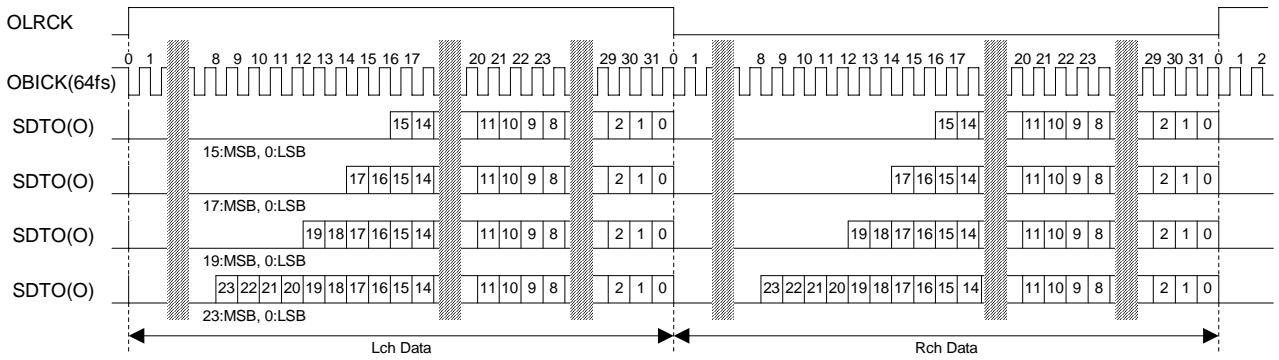 OLRCK
0 1 8 9 10 11 12 13 14 15 16 17 20 21 22 23 29 30 31 0 1 8 9 10 11 12 13 14 15 16 17 20 21 22 23 29 30 31 0 1 2
OBICK(64fs)
SDTO(O) 15 14 11 10 9 8 2 1 0 15 14 11 10 9 8 2 1 0
15:MSB, 0:LSB
SDTO(O) 17 16 15 14 11 10 9 8 2 1 0 17 16 15 14 11 10 9 8 2 1 0
17:MSB, 0:LSB
SDTO(O) 19 18 17 16 15 14 11 10 9 8 2 1 0 19 18 17 16 15 14 11 10 9 8 2 1 0
19:MSB, 0:LSB
SDTO(O) 23 22 21 20 19 18 17 16 15 14 11 10 9 8 2 1 0 23 22 21 20 19 18 17 16 15 14 11 10 9 8 2 1 0
23:MSB, 0:LSB
Lch Data Rch Data